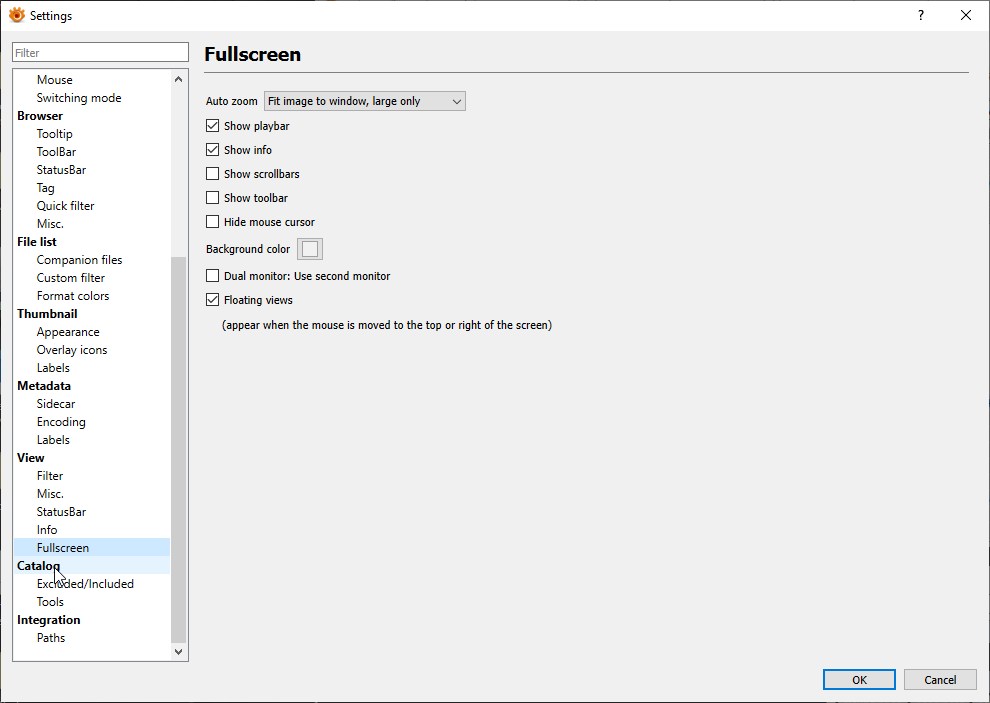 Settings
?
Filter
Mouse
Switching mode
Browser
Tooltip
ToolBar
StatusBar
Tag
Quick filter
Misc.
File list
Companion files
Custom filter
Format colors
Thumbnail
Appearance
Overlay icons
Labels
Metadata
Sidecar
Encoding
Labels
View
Filter
Misc.
StatusBar
Info
Fullscreen
Catalog
Excluded/Included
Tools
Integration
Paths
Fullscreen
Auto zoom Fit image to window, large only
Show playbar
Show info
Show scrollbars
Show toolbar
Hide mouse cursor
Background color
Dual monitor: Use second monitor
Floating views
(appear when the mouse is moved to the top or right of the screen)
OK Cancel